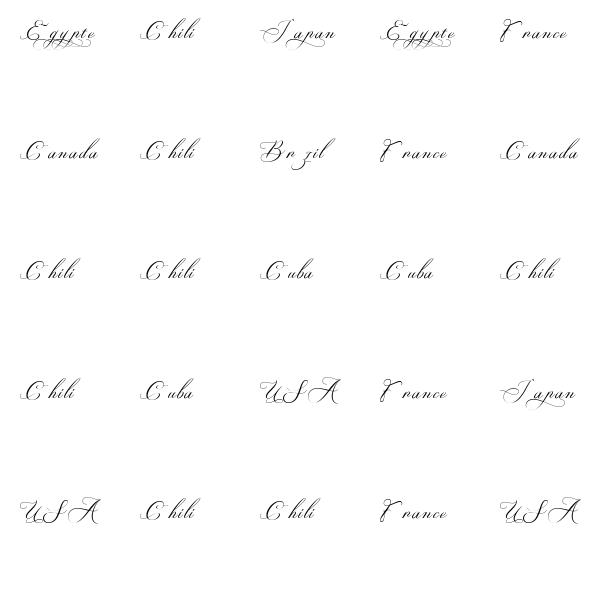 Egypte Chili Japan Egypte France
Canada Chili Brzil France Canada
Chili Chili Cuba Cuba Chili
Chili Cuba USA France Japan
USA Chili Chili France USA